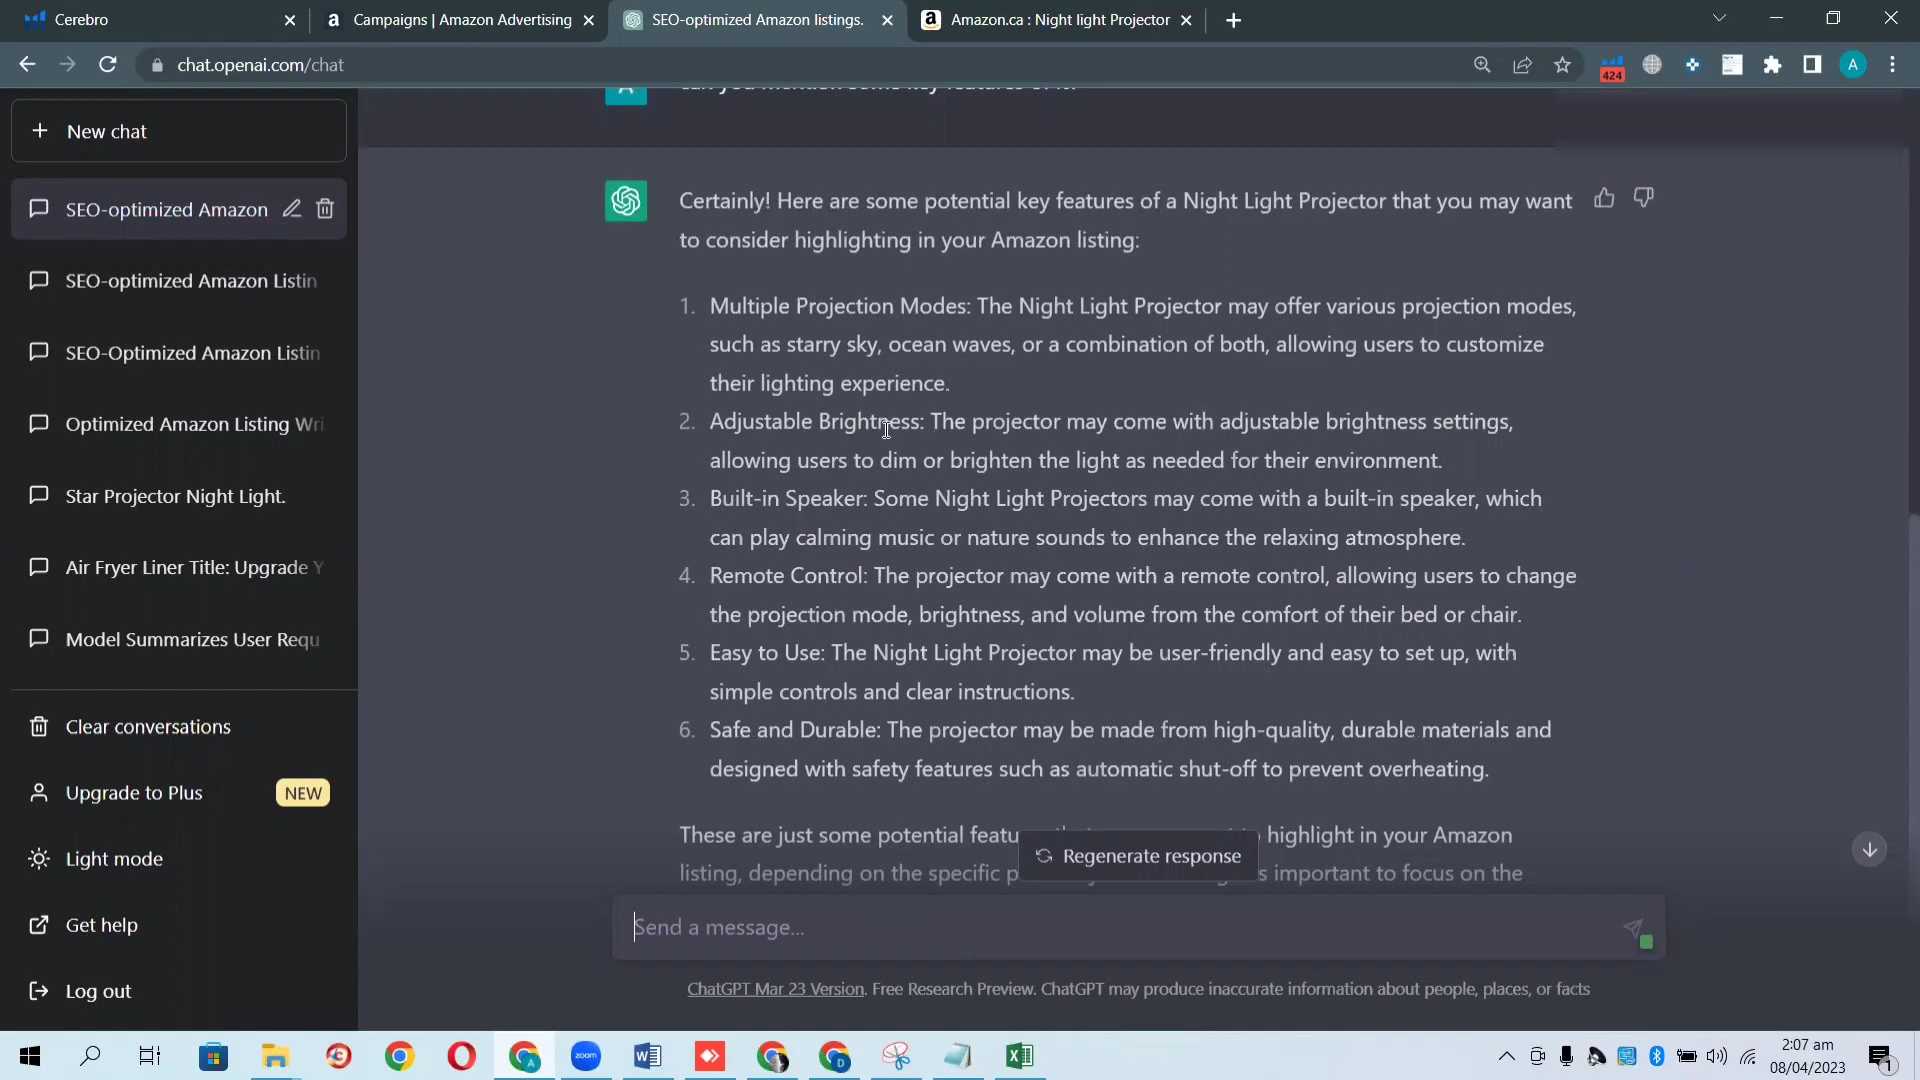 Cerebro
Campaigns | Amazon Advertising
SEO-optimized Amazon listings.
Amazon.ca : Night light Projector
chat.openai.com/chat
424
A
New chat
SEO-optimized Amazon
SEO-optimized Amazon Listin
SEO-Optimized Amazon Listin
Optimized Amazon Listing Wri
Star Projector Night Light.
Air Fryer Liner Title: Upgrade Y
Model Summarizes User Requ
Clear conversations
Upgrade to Plus NEW
Light mode
Get help
Log out
Certainly! Here are some potential key features of a Night Light Projector that you may want
to consider highlighting in your Amazon listing:
1. Multiple Projection Modes: The Night Light Projector may offer various projection modes,
such as starry sky, ocean waves, or a combination of both, allowing users to customize
their lighting experience.
2. Adjustable Brightness: The projector may come with adjustable brightness settings,
allowing users to dim or brighten the light as needed for their environment.
3. Built-in Speaker: Some Night Light Projectors may come with a built-in speaker, which
can play calming music or nature sounds to enhance the relaxing atmosphere.
4. Remote Control: The projector may come with a remote control, allowing users to change
the projection mode, brightness, and volume from the comfort of their bed or chair.
5. Easy to Use: The Night Light Projector may be user-friendly and easy to set up, with
simple controls and clear instructions.
6. Safe and Durable: The projector may be made from high-quality, durable materials and
designed with safety features such as automatic shut-off to prevent overheating.
These are just some potential highlight in your Amazon
listing, depending on the specific important to focus on the
Regenerate response
Send a message...
ChatGPT Mar 23 Version. Free Research Preview. ChatGPT may produce inaccurate information about people, places, or facts
zoom
2:07 am
08/04/2023
1